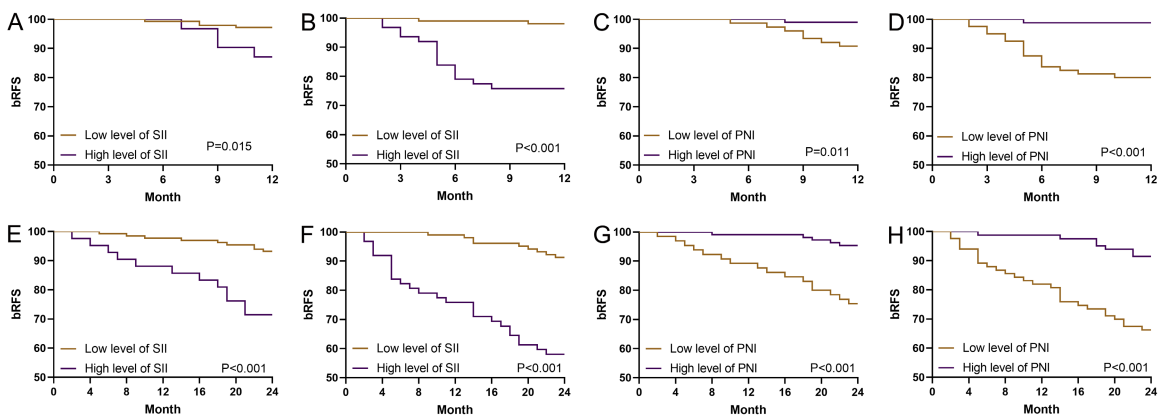 A
bRFS
100
90
80
70
60
50
Low level of SII
High level of SII
P=0.015
0 3 6 9 12
Month
B
bRFS
100
90
80
70
60
50
Low level of SII
High level of SII
P<0.001
0 3 6 9 12
Month
C
bRFS
100
90
80
70
60
50
Low level of PNI
High level of PNI
P=0.011
0 3 6 9 12
Month
D
bRFS
100
90
80
70
60
50
Low level of PNI
High level of PNI
P<0.001
0 3 6 9 12
Month
E
bRFS
100
90
80
70
60
50
Low level of SII
High level of SII
P<0.001
0 4 8 12 16 20 24
Month
F
bRFS
100
90
80
70
60
50
Low level of SII
High level of SII
P<0.001
0 4 8 12 16 20 24
Month
G
bRFS
100
90
80
70
60
50
Low level of PNI
High level of PNI
P<0.001
0 4 8 12 16 20 24
Month
H
bRFS
100
90
80
70
60
50
Low level of PNI
High level of PNI
P<0.001
0 4 8 12 16 20 24
Month